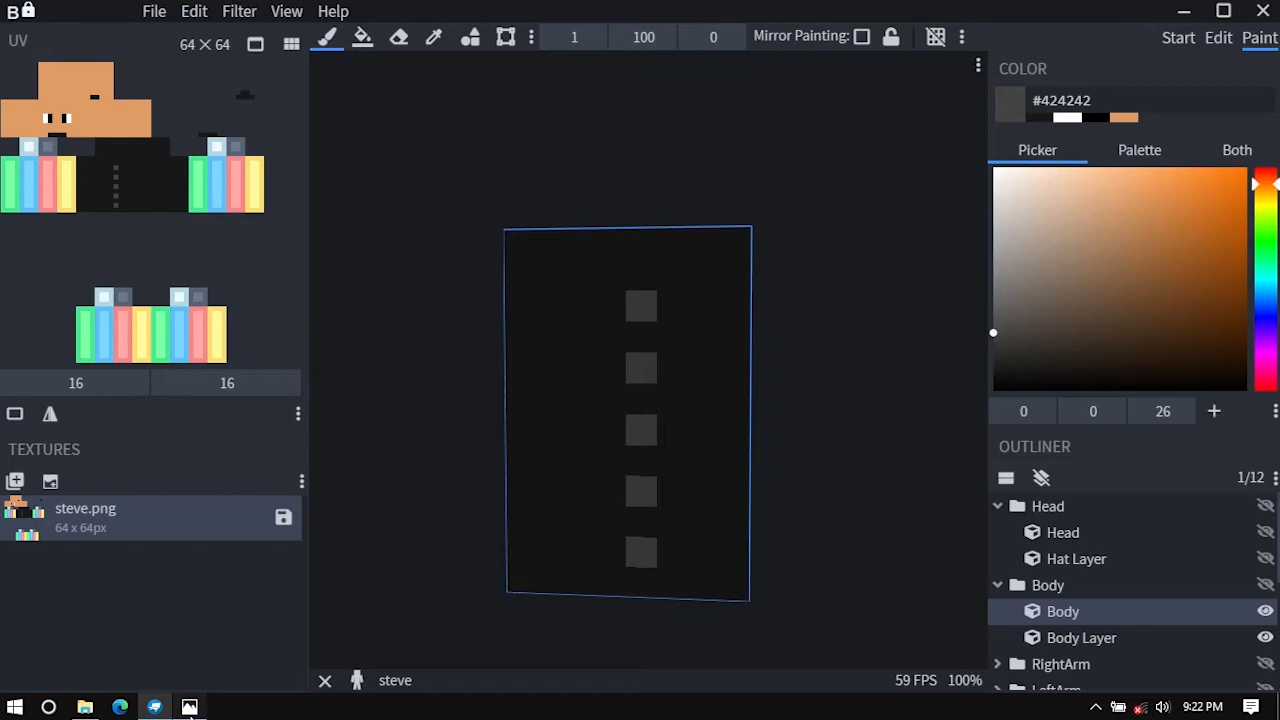 B File Edit Filter View Help
UV 64 × 64
1 100 0 Mirror Painting: Start Edit Paint
COLOR
#424242
Picker Palette Both
16 16
0 0 26
TEXTURES
steve.png
64 x 64px
OUTLINER
1/12
Head
Head
Hat Layer
Body
Body
Body Layer
RightArm
LeftArm
steve 59 FPS 100%
9:22 PM